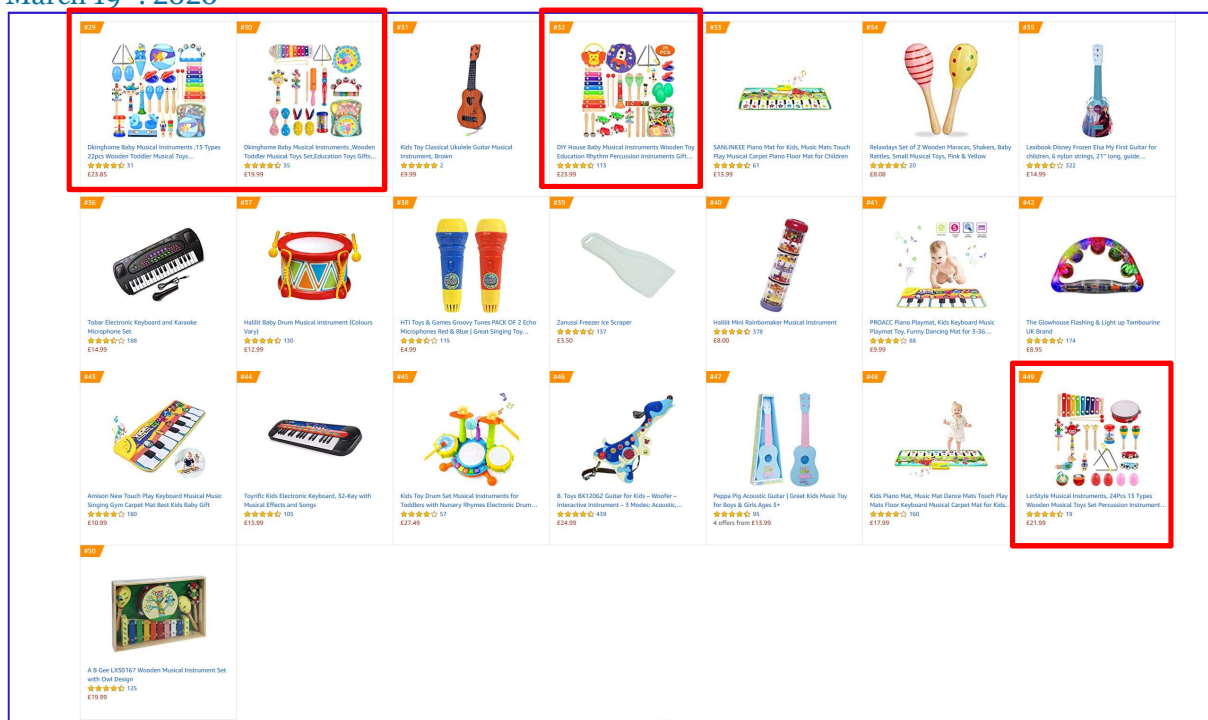 March 19th. 2020
#29
Dkinghome Baby Musical Instruments ,15 Types
22pcs Wooden Toddler Musical Toys...
31
£23.85
#30
Dkinghome Baby Musical Instruments ,Wooden
Toddler Musical Toys Set,Education Toys Gifts...
35
£19.99
#31
Kids Toy Classical Ukulele Guitar Musical
Instrument, Brown
2
£9.99
#32
25
PCS
DIY House Baby Musical Instruments Wooden Toy
Education Rhythm Percussion Instruments Gift...
113
£23.99
#33
SANLINKEE Piano Mat for Kids, Music Mats Touch
Play Musical Carpet Piano Floor Mat for Children
61
£13.99
#34
Relaxdays Set of 2 Wooden Maracas, Shakers, Baby
Rattles, Small Musical Toys, Pink & Yellow
20
£8.08
#35
Lexibook Disney Frozen Elsa My First Guitar for
children, 6 nylon strings, 21'' long, guide...
322
£14.99
#36
Tobar Electronic Keyboard and Karaoke
Microphone Set
188
£14.99
#37
Halilit Baby Drum Musical Instrument (Colours
Vary)
130
£12.99
#38
HTI Toys & Games Groovy Tunes PACK OF 2 Echo
Microphones Red & Blue | Great Singing Toy...
115
£4.99
#39
Zanussi Freezer Ice Scraper
137
£3.50
#40
Halilit Mini Rainbomaker Musical Instrument
378
£8.00
#41
PROACC Piano Playmat, Kids Keyboard Music
Playmat Toy, Funny Dancing Mat for 3-36...
88
£9.99
#42
The Glowhouse Flashing & Light up Tambourine
UK Brand
174
£8.95
#43
Amison New Touch Play Keyboard Musical Music
Singing Gym Carpet Mat Best Kids Baby Gift
180
£10.99
#44
Toyrific Kids Electronic Keyboard, 32-Key with
Musical Effects and Songs
105
£15.99
#45
Kids Toy Drum Set Musical Instruments for
Toddlers with Nursery Rhymes Electronic Drum...
57
£27.49
#46
B. Toys BX1206Z Guitar for Kids – Woofer –
Interactive Instrument – 3 Modes: Acoustic,...
439
£24.99
#47
Peppa Pig Acoustic Guitar | Great Kids Music Toy
for Boys & Girls Ages 3+
95
4 offers from £13.99
#48
Kids Piano Mat, Music Mat Dance Mats Touch Play
Mats Floor Keyboard Musical Carpet Mat for Kids...
160
£17.99
#49
LinStyle Musical Instruments, 24Pcs 13 Types
Wooden Musical Toys Set Percussion Instrument...
19
£21.99
#50
A B Gee LXS0167 Wooden Musical Instrument Set
with Owl Design
125
£19.99